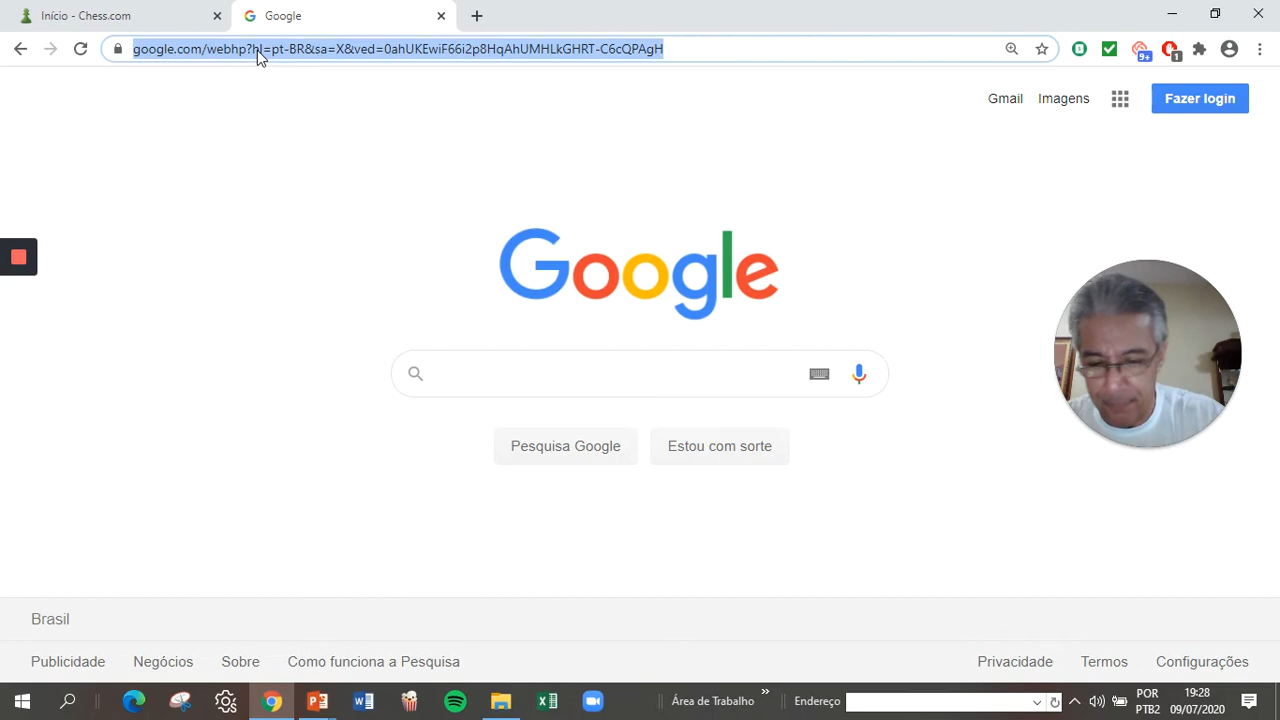 Início - Chess.com
Google
google.com/webhp?hl=pt-BR&sa=X&ved=0ahUKEwiF66i2p8HqAhUMHLkGHRT-C6cQPAgH
9+
1
Gmail
Imagens
Fazer login
Google
Pesquisa Google
Estou com sorte
Brasil
Publicidade
Negócios
Sobre
Como funciona a Pesquisa
Privacidade
Termos
Configurações
Área de Trabalho
Endereço
POR
PTB2
19:28
09/07/2020